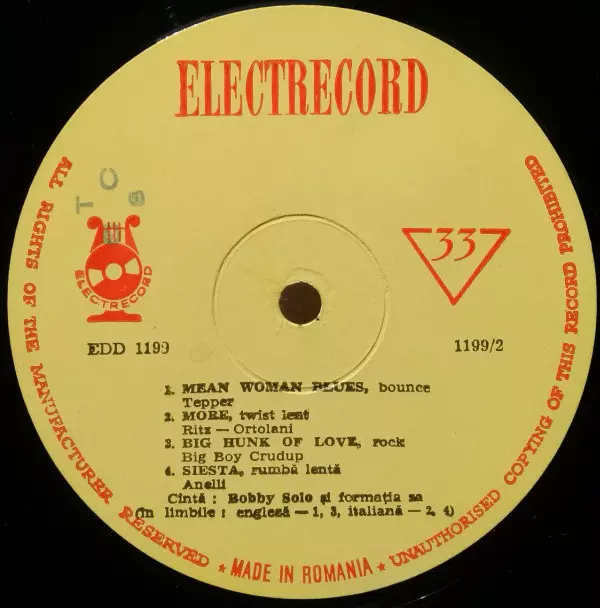 ELECTRECORD
ALL RIGHTS OF THE MANUFACTURER RESERVED ★ MADE IN ROMANIA ★ UNAUTHORISED COPYING OF THIS RECORD PROHIBITED
T C 8
ELECTRECORD
33
EDD 1199
1199/2
1. MEAN WOMAN BLUES, bounce
Tepper
2. MORE, twist lent
Ritz — Ortolani
3. BIG HUNK OF LOVE, rock
Big Boy Crudup
4. SIESTA, rumbă lentă
Anelli
Cîntă : Bobby Solo și formația sa
(în limbile : engleză — 1, 3, italiană — 2, 4)